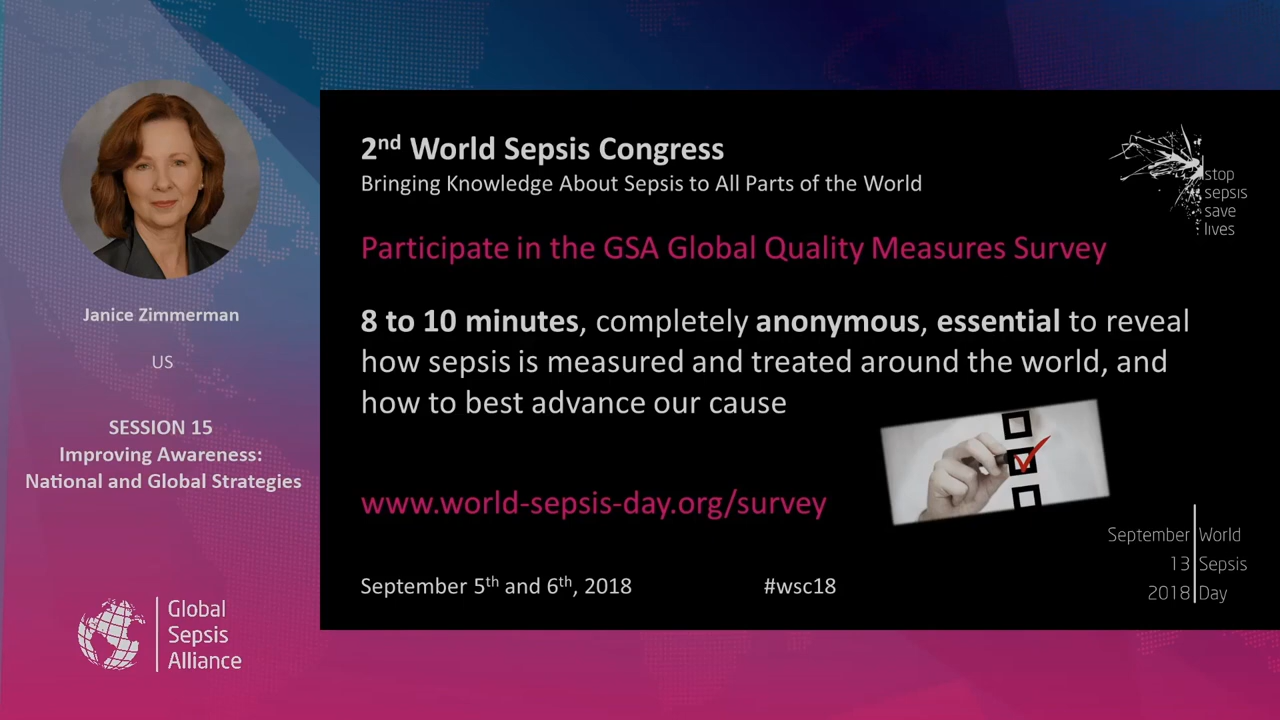 Janice Zimmerman
US
SESSION 15
Improving Awareness:
National and Global Strategies
Global
Sepsis
Alliance
2nd World Sepsis Congress
Bringing Knowledge About Sepsis to All Parts of the World
stop
sepsis
save
lives
Participate in the GSA Global Quality Measures Survey
8 to 10 minutes, completely anonymous, essential to reveal
how sepsis is measured and treated around the world, and
how to best advance our cause
www.world-sepsis-day.org/survey
September 5th and 6th, 2018 #wsc18
September World
13 Sepsis
2018 Day